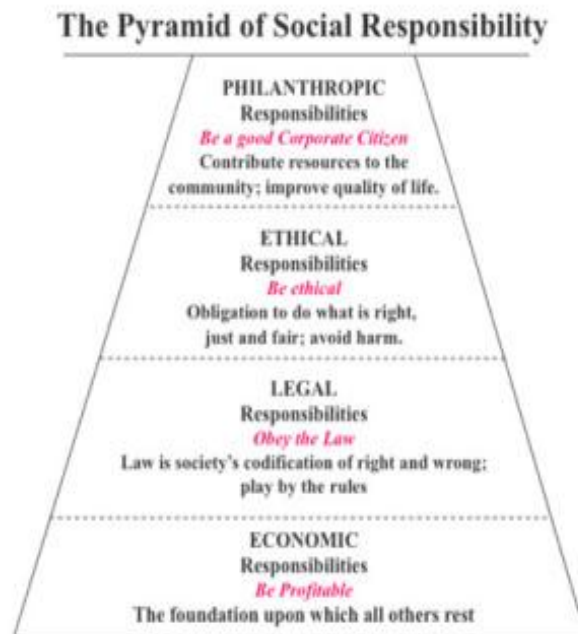 The Pyramid of Social Responsibility
PHILANTHROPIC
Responsibilities
Be a good Corporate Citizen
Contribute resources to the
community; improve quality of life.
ETHICAL
Responsibilities
Be ethical
Obligation to do what is right,
just and fair; avoid harm.
LEGAL
Responsibilities
Obey the Law
Law is society's codification of right and wrong;
play by the rules
ECONOMIC
Responsibilities
Be Profitable
The foundation upon which all others rest